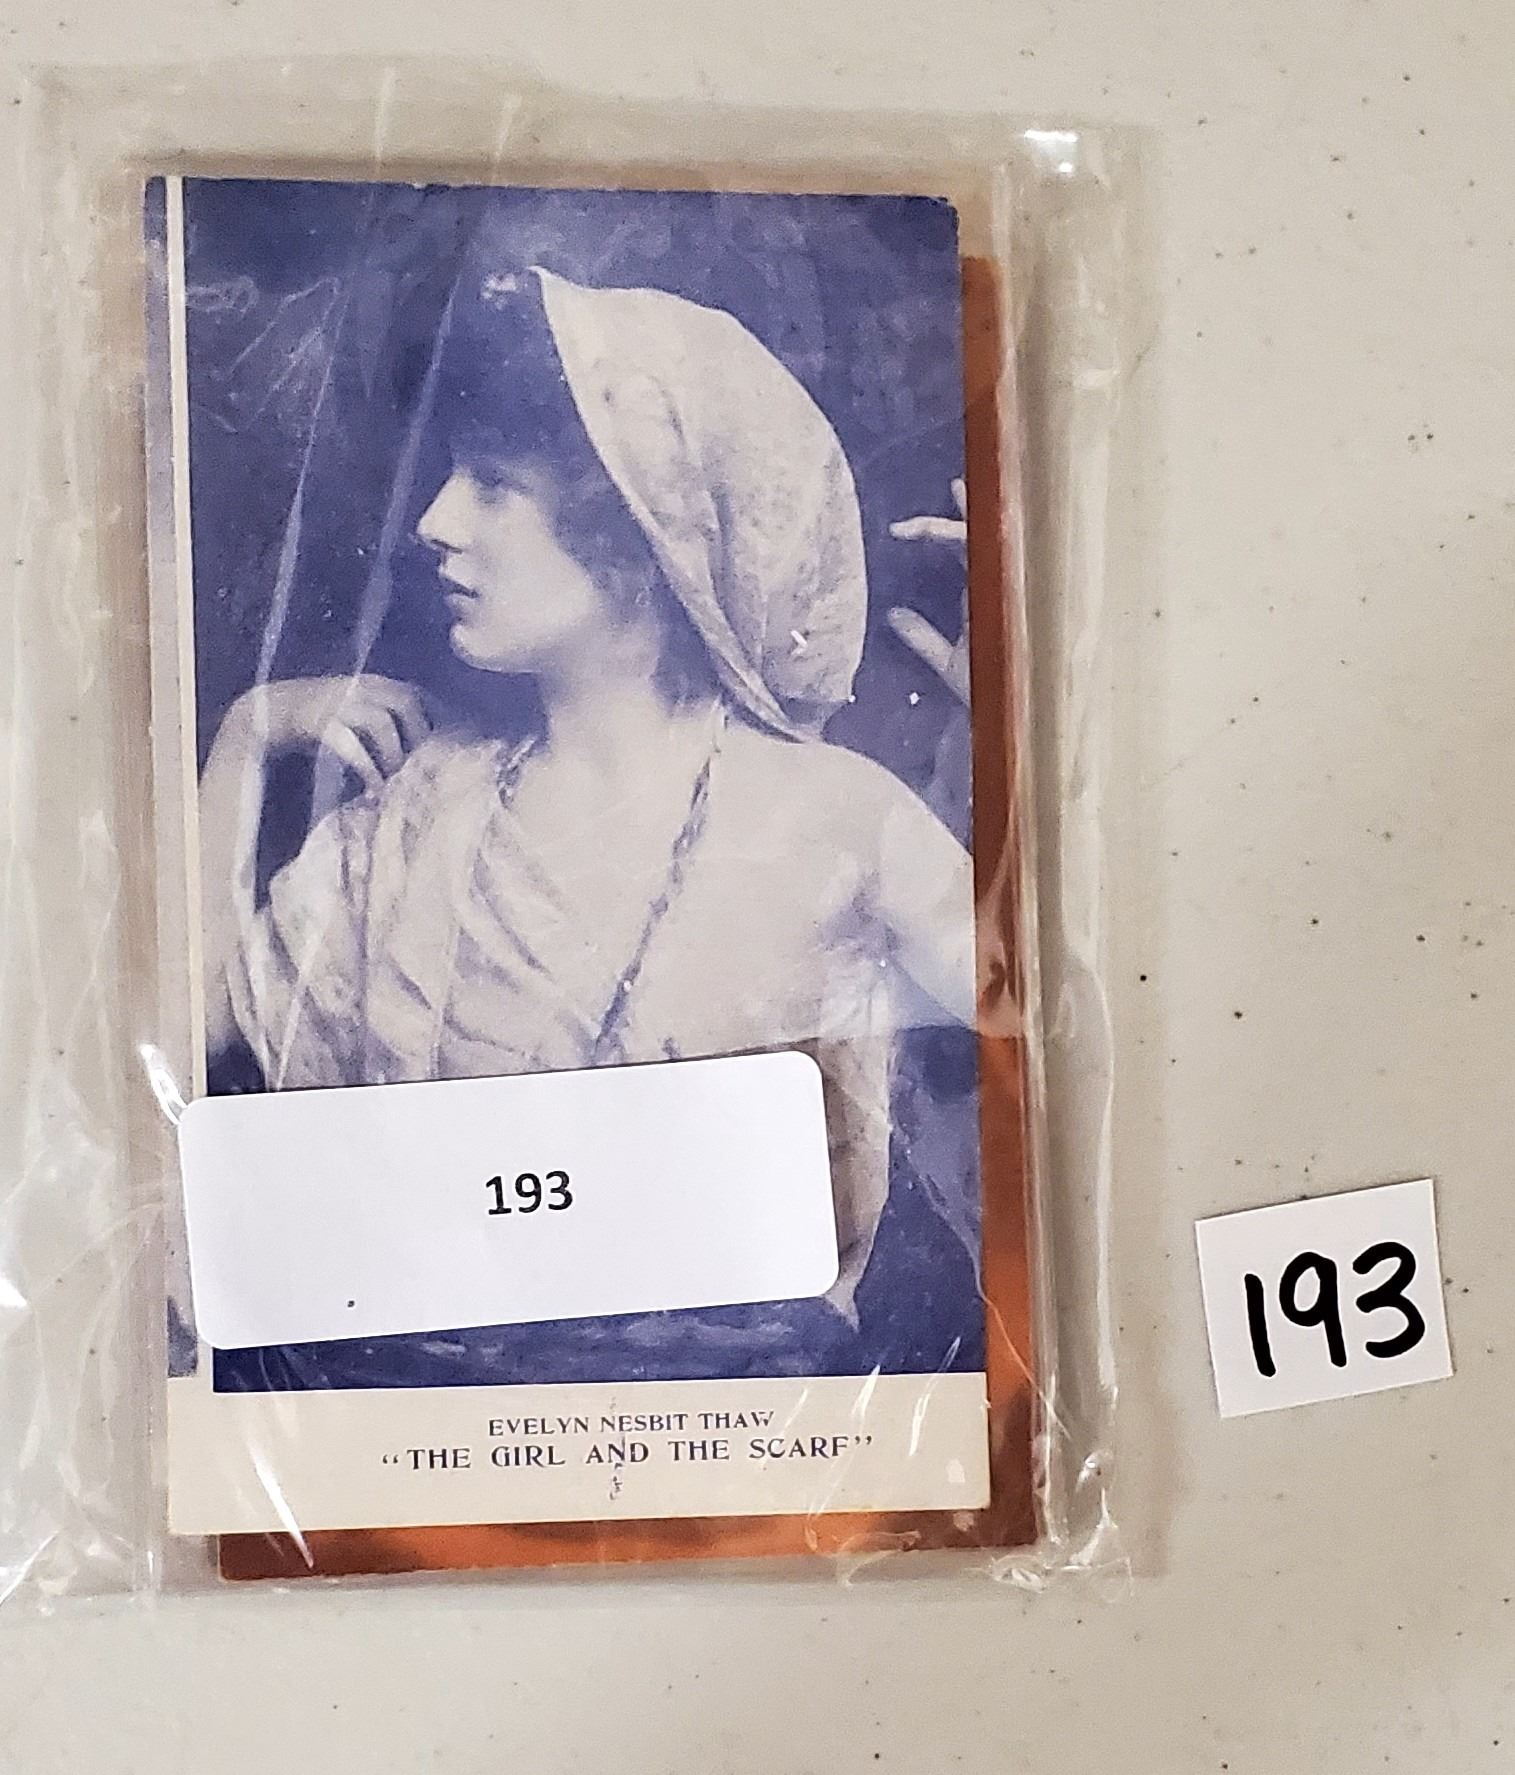 193
193
EVELYN NESBIT THAW
“THE GIRL AND THE SCARF”